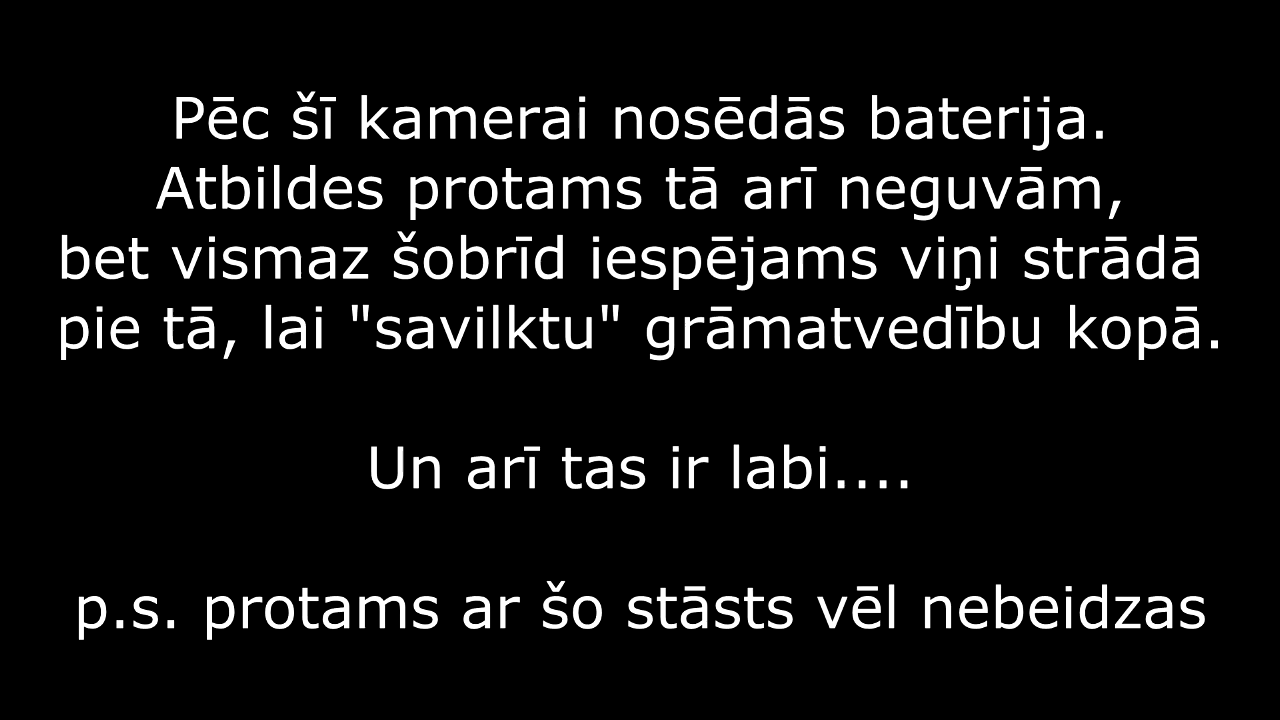 Pēc šī kamerai nosēdās baterija.
Atbildes protams tā arī neguvām,
bet vismaz šobrīd iespējams viņi strādā
pie tā, lai "savilktu" grāmatvedību kopā.
Un arī tas ir labi....
p.s. protams ar šo stāsts vēl nebeidzas